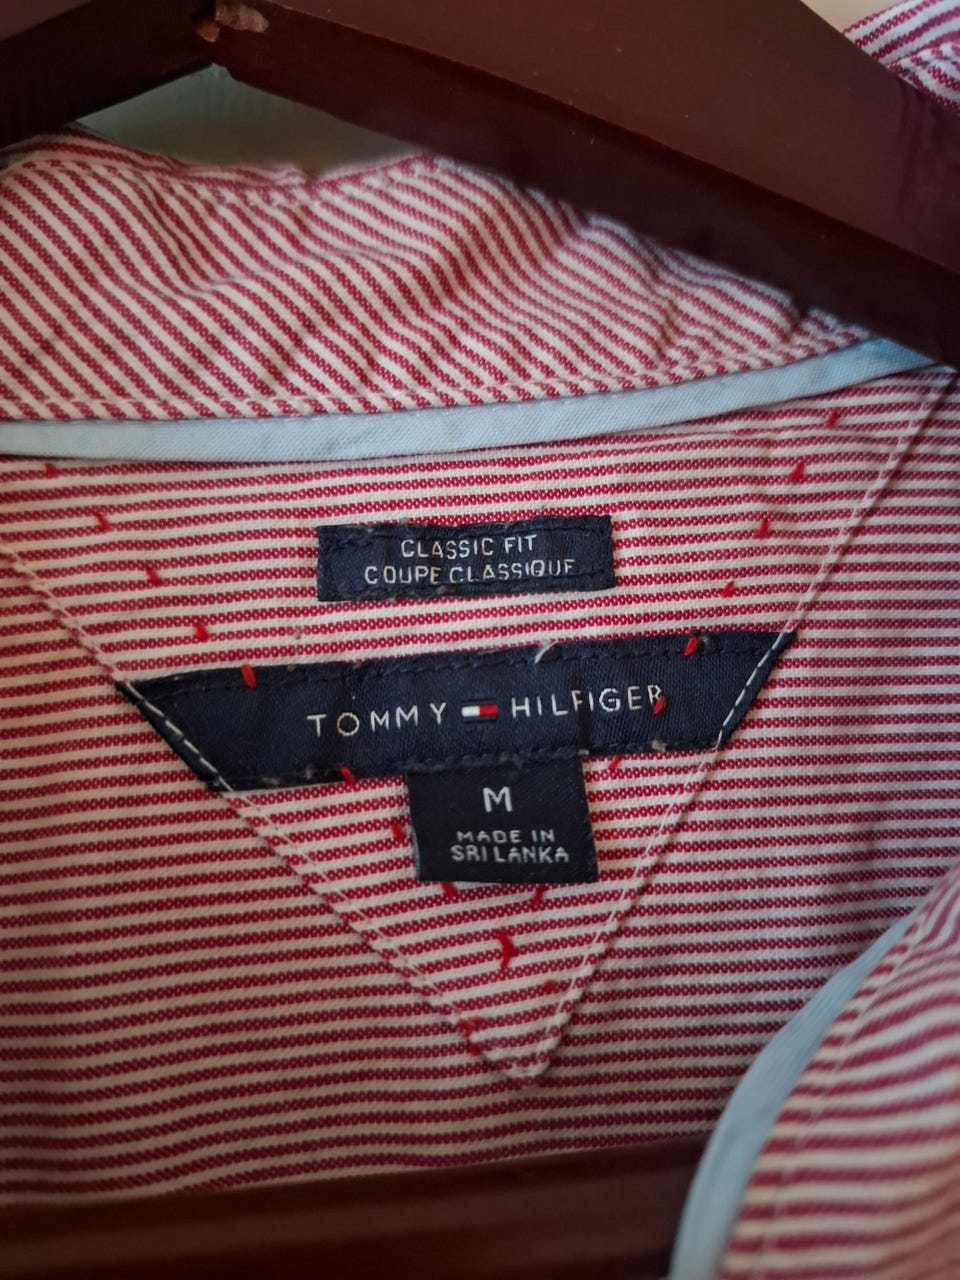 CLASSIC FIT
COUPE CLASSIQUE
TOMMY HILFIGER
M
MADE IN
SRI LANKA